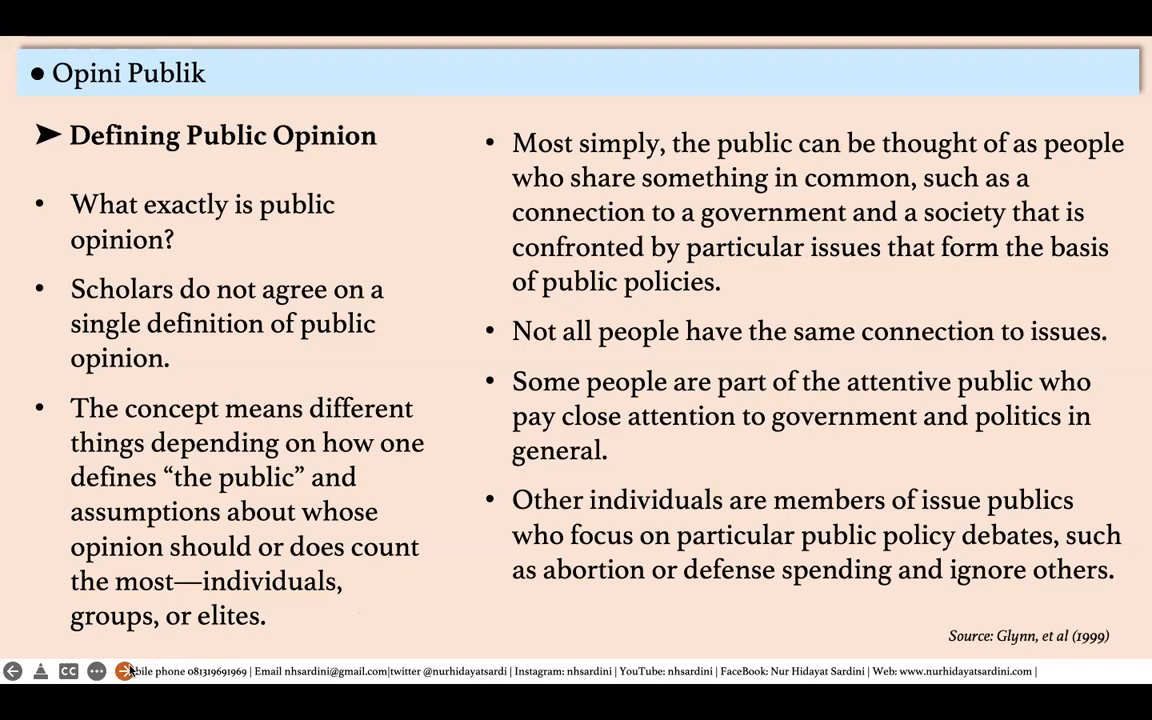 ● Opini Publik
➤ Defining Public Opinion
• What exactly is public
opinion?
• Scholars do not agree on a
single definition of public
opinion.
• The concept means different
things depending on how one
defines “the public” and
assumptions about whose
opinion should or does count
the most—individuals,
groups, or elites.
• Most simply, the public can be thought of as people
who share something in common, such as a
connection to a government and a society that is
confronted by particular issues that form the basis
of public policies.
• Not all people have the same connection to issues.
• Some people are part of the attentive public who
pay close attention to government and politics in
general.
• Other individuals are members of issue publics
who focus on particular public policy debates, such
as abortion or defense spending and ignore others.
Source: Glynn, et al (1999)
CC
phone 081319691969 | Email nhsardini@gmail.com|twitter @nurhidayatsardi | Instagram: nhsardini | YouTube: nhsardini | FaceBook: Nur Hidayat Sardini | Web: www.nurhidayatsardini.com |